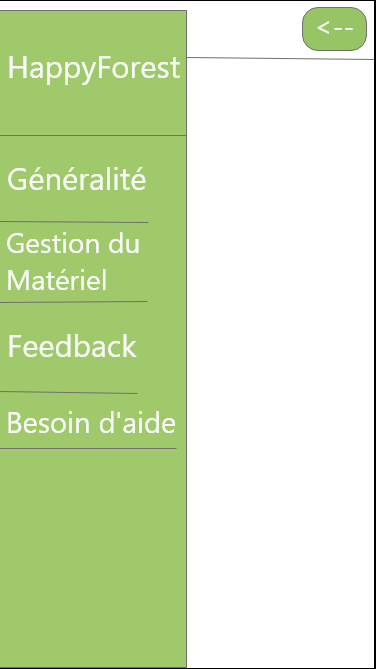 <--
HappyForest
Généralité
Gestion du
Matériel
Feedback
Besoin d'aide